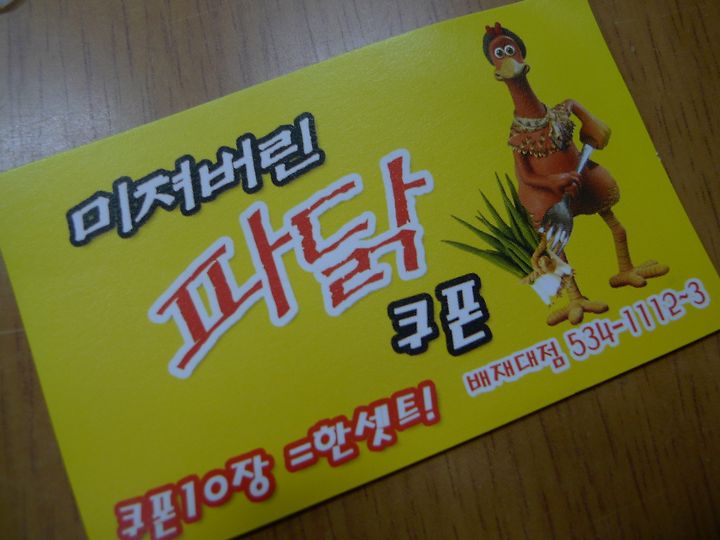 미쳐버린
파닭
쿠폰
배재대점 534-1112~3
쿠폰10장 =한셋트!